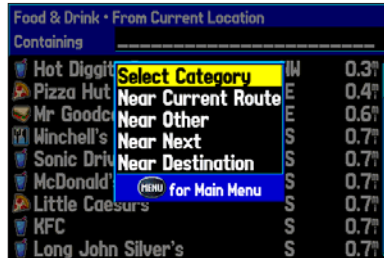 Food & Drink • From Current Location
Containing
Hot Diggit
Select Category
0.3
Pizza Hut
Near Current Route
E
0.4
Mr Goodc
Near Other
E
0.6
Winchell's
Near Next
S
0.7
Sonic Driv
Near Destination
S
0.7
McDonald'
MENU for Main Menu
S
0.7
Little Caesars
S
0.7
KFC
S
0.7
Long John Silver's
S
0.7